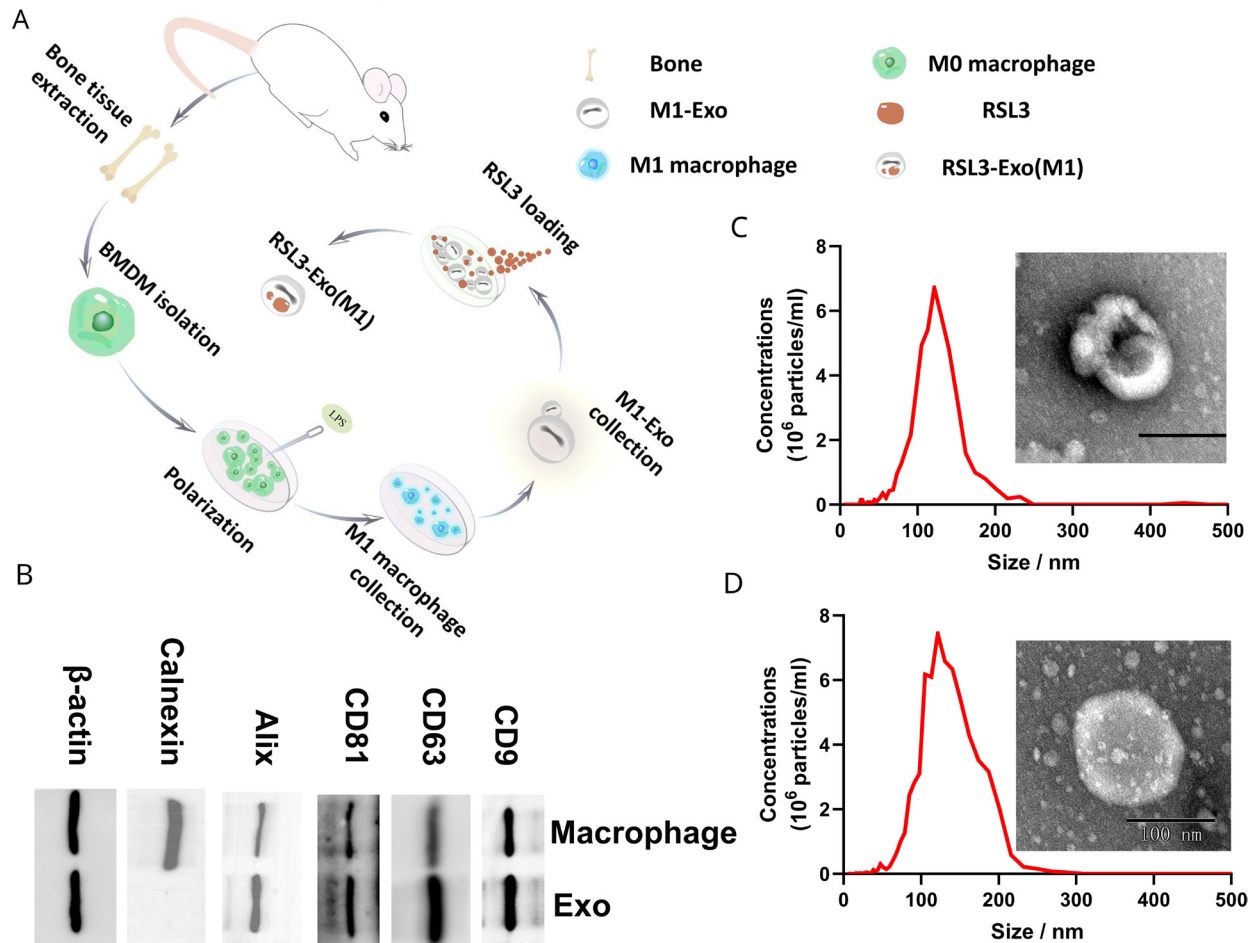 A
Bone tissue
extraction
BMDM isolation
Polarization
LPS
M1 macrophage
collection
M1-Exo
collection
RSL3 loading
RSL3-Exo(M1)
Bone
M0 macrophage
M1-Exo
RSL3
M1 macrophage
RSL3-Exo(M1)
B
β-actin
Calnexin
Alix
CD81
CD63
CD9
Macrophage
Exo
C
Concentrations
(10⁶ particles/ml)
8
6
4
2
0
0
100
200
300
400
500
Size / nm
D
Concentrations
(10⁶ particles/ml)
8
6
4
2
0
0
100
200
300
400
500
Size / nm
100 nm